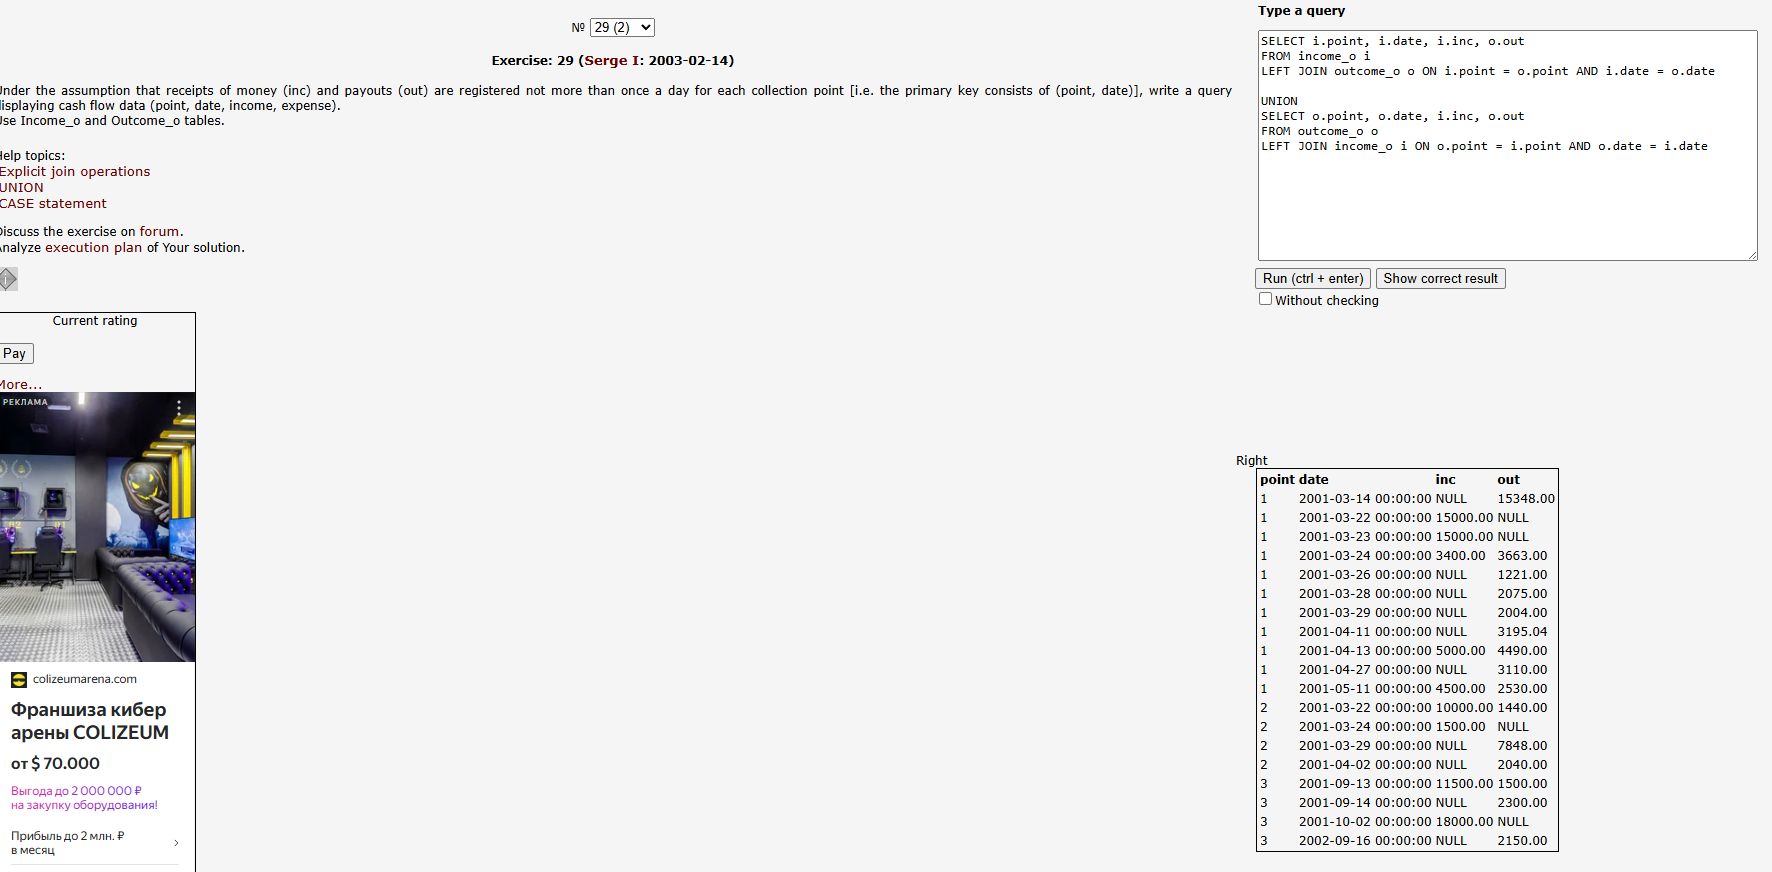 № 29 (2)
Exercise: 29 (Serge I: 2003-02-14)
Under the assumption that receipts of money (inc) and payouts (out) are registered not more than once a day for each collection point [i.e. the primary key consists of (point, date)], write a query
displaying cash flow data (point, date, income, expense).
Use Income_o and Outcome_o tables.
Help topics:
Explicit join operations
UNION
CASE statement
Discuss the exercise on forum.
Analyze execution plan of Your solution.
Current rating
Pay
More...
РЕКЛАМА
colizeumarena.com
Франшиза кибер
арены COLIZEUM
от $ 70.000
Выгода до 2 000 000 ₽
на закупку оборудования!
Прибыль до 2 млн. ₽
в месяц
Type a query
SELECT i.point, i.date, i.inc, o.out
FROM income_o i
LEFT JOIN outcome_o o ON i.point = o.point AND i.date = o.date
UNION
SELECT o.point, o.date, i.inc, o.out
FROM outcome_o o
LEFT JOIN income_o i ON o.point = i.point AND o.date = i.date
Run (ctrl + enter) Show correct result
Without checking
Right
point date inc out
1 2001-03-14 00:00:00 NULL 15348.00
1 2001-03-22 00:00:00 15000.00 NULL
1 2001-03-23 00:00:00 15000.00 NULL
1 2001-03-24 00:00:00 3400.00 3663.00
1 2001-03-26 00:00:00 NULL 1221.00
1 2001-03-28 00:00:00 NULL 2075.00
1 2001-03-29 00:00:00 NULL 2004.00
1 2001-04-11 00:00:00 NULL 3195.04
1 2001-04-13 00:00:00 5000.00 4490.00
1 2001-04-27 00:00:00 NULL 3110.00
1 2001-05-11 00:00:00 4500.00 2530.00
2 2001-03-22 00:00:00 10000.00 1440.00
2 2001-03-24 00:00:00 1500.00 NULL
2 2001-03-29 00:00:00 NULL 7848.00
2 2001-04-02 00:00:00 NULL 2040.00
3 2001-09-13 00:00:00 11500.00 1500.00
3 2001-09-14 00:00:00 NULL 2300.00
3 2001-10-02 00:00:00 18000.00 NULL
3 2002-09-16 00:00:00 NULL 2150.00